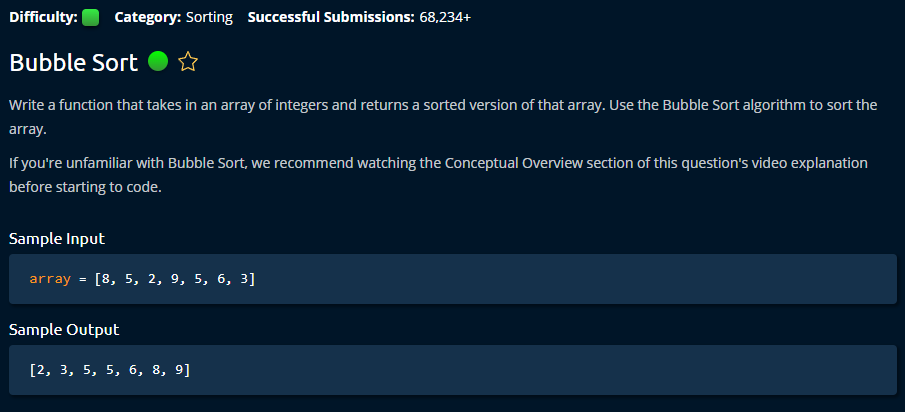 Difficulty: Category: Sorting Successful Submissions: 68,234+
Bubble Sort
Write a function that takes in an array of integers and returns a sorted version of that array. Use the Bubble Sort algorithm to sort the
array.
If you're unfamiliar with Bubble Sort, we recommend watching the Conceptual Overview section of this question's video explanation
before starting to code.
Sample Input
array = [8, 5, 2, 9, 5, 6, 3]
Sample Output
[2, 3, 5, 5, 6, 8, 9]